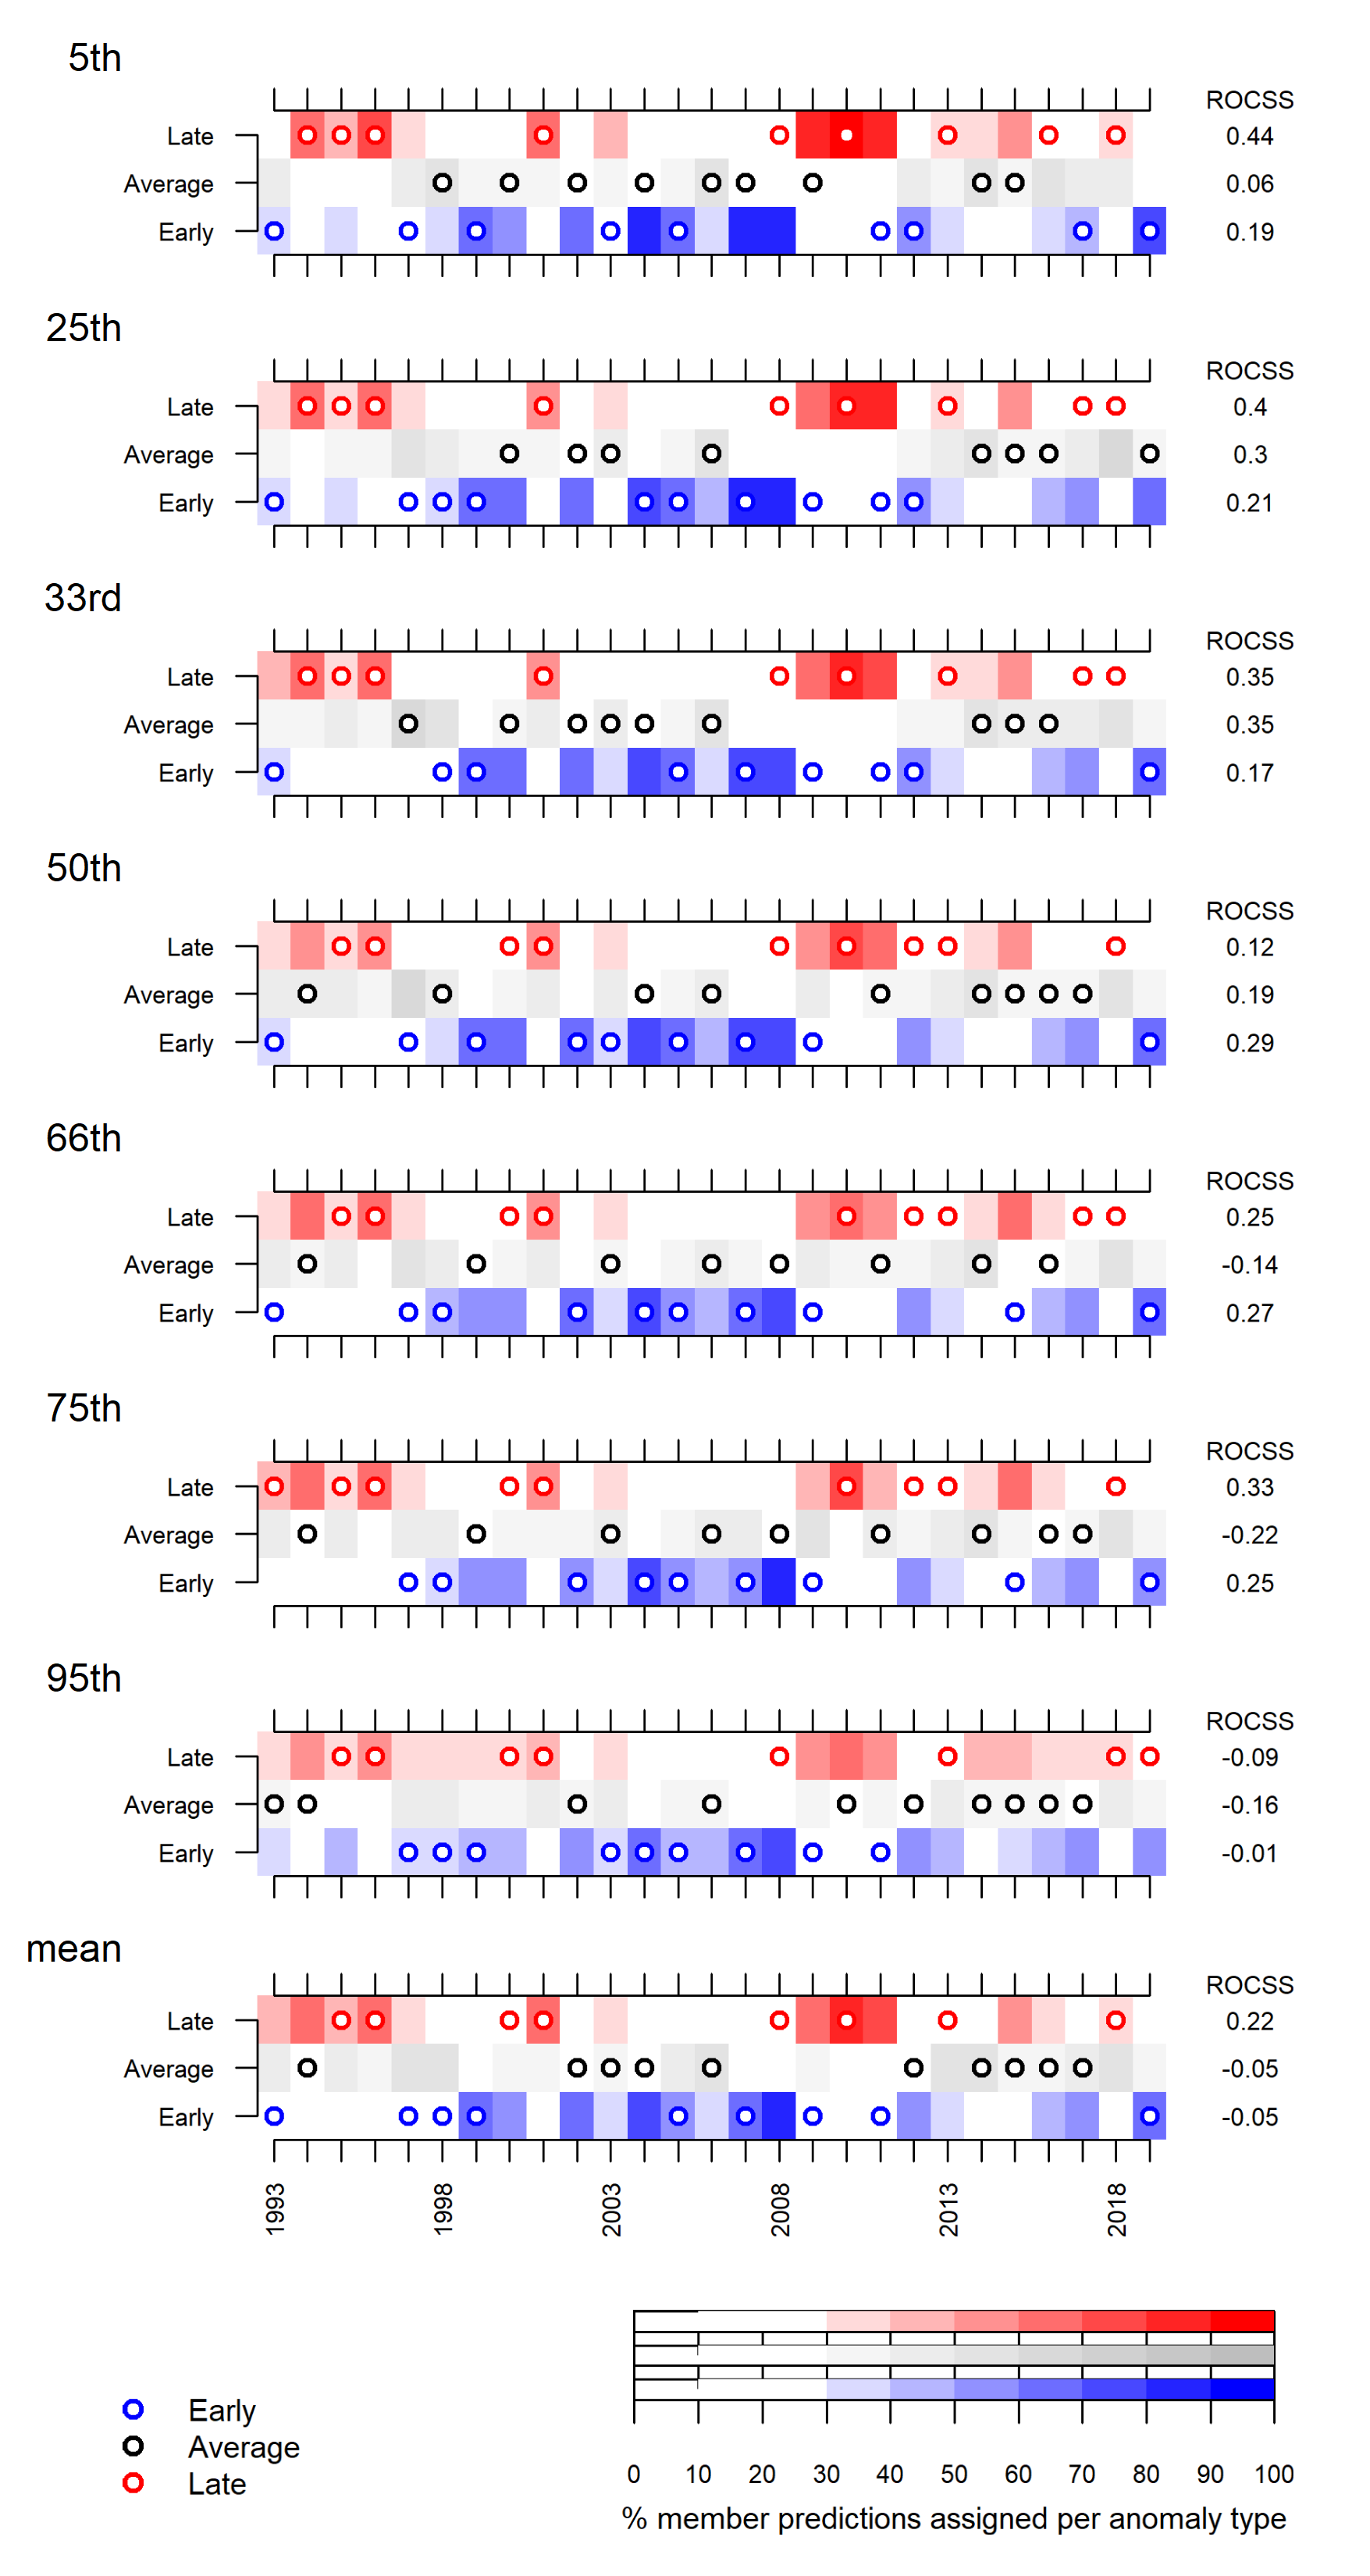 5th
ROCSS
Late 0.44
Average 0.06
Early 0.19
25th
ROCSS
Late 0.4
Average 0.3
Early 0.21
33rd
ROCSS
Late 0.35
Average 0.35
Early 0.17
50th
ROCSS
Late 0.12
Average 0.19
Early 0.29
66th
ROCSS
Late 0.25
Average -0.14
Early 0.27
75th
ROCSS
Late 0.33
Average -0.22
Early 0.25
95th
ROCSS
Late -0.09
Average -0.16
Early -0.01
mean
ROCSS
Late 0.22
Average -0.05
Early -0.05
1993 1998 2003 2008 2013 2018
Early
Average
Late
0 10 20 30 40 50 60 70 80 90 100
% member predictions assigned per anomaly type